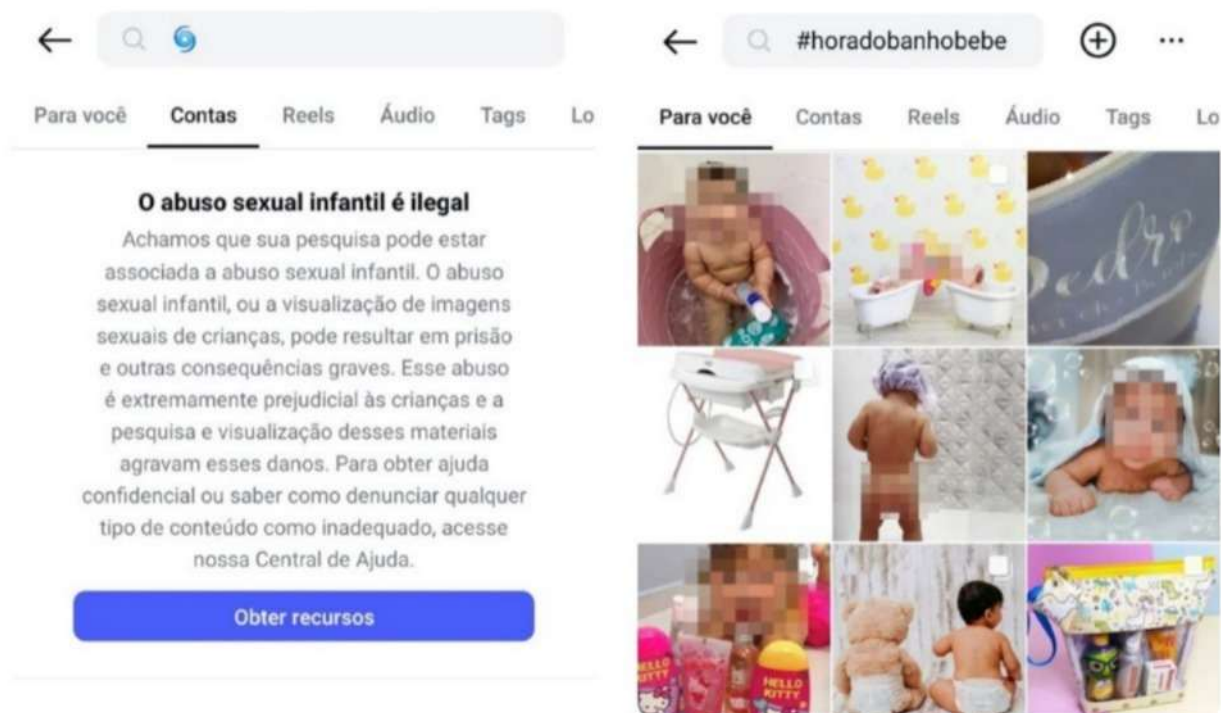 Para você Contas Reels Áudio Tags Lo
O abuso sexual infantil é ilegal
Achamos que sua pesquisa pode estar
associada a abuso sexual infantil. O abuso
sexual infantil, ou a visualização de imagens
sexuais de crianças, pode resultar em prisão
e outras consequências graves. Esse abuso
é extremamente prejudicial às crianças e a
pesquisa e visualização desses materiais
agravam esses danos. Para obter ajuda
confidencial ou saber como denunciar qualquer
tipo de conteúdo como inadequado, acesse
nossa Central de Ajuda.
Obter recursos
#horadobanhobebe
Para você Contas Reels Áudio Tags Lo
Pedro
HELLO
KITTY
HELLO
KITTY